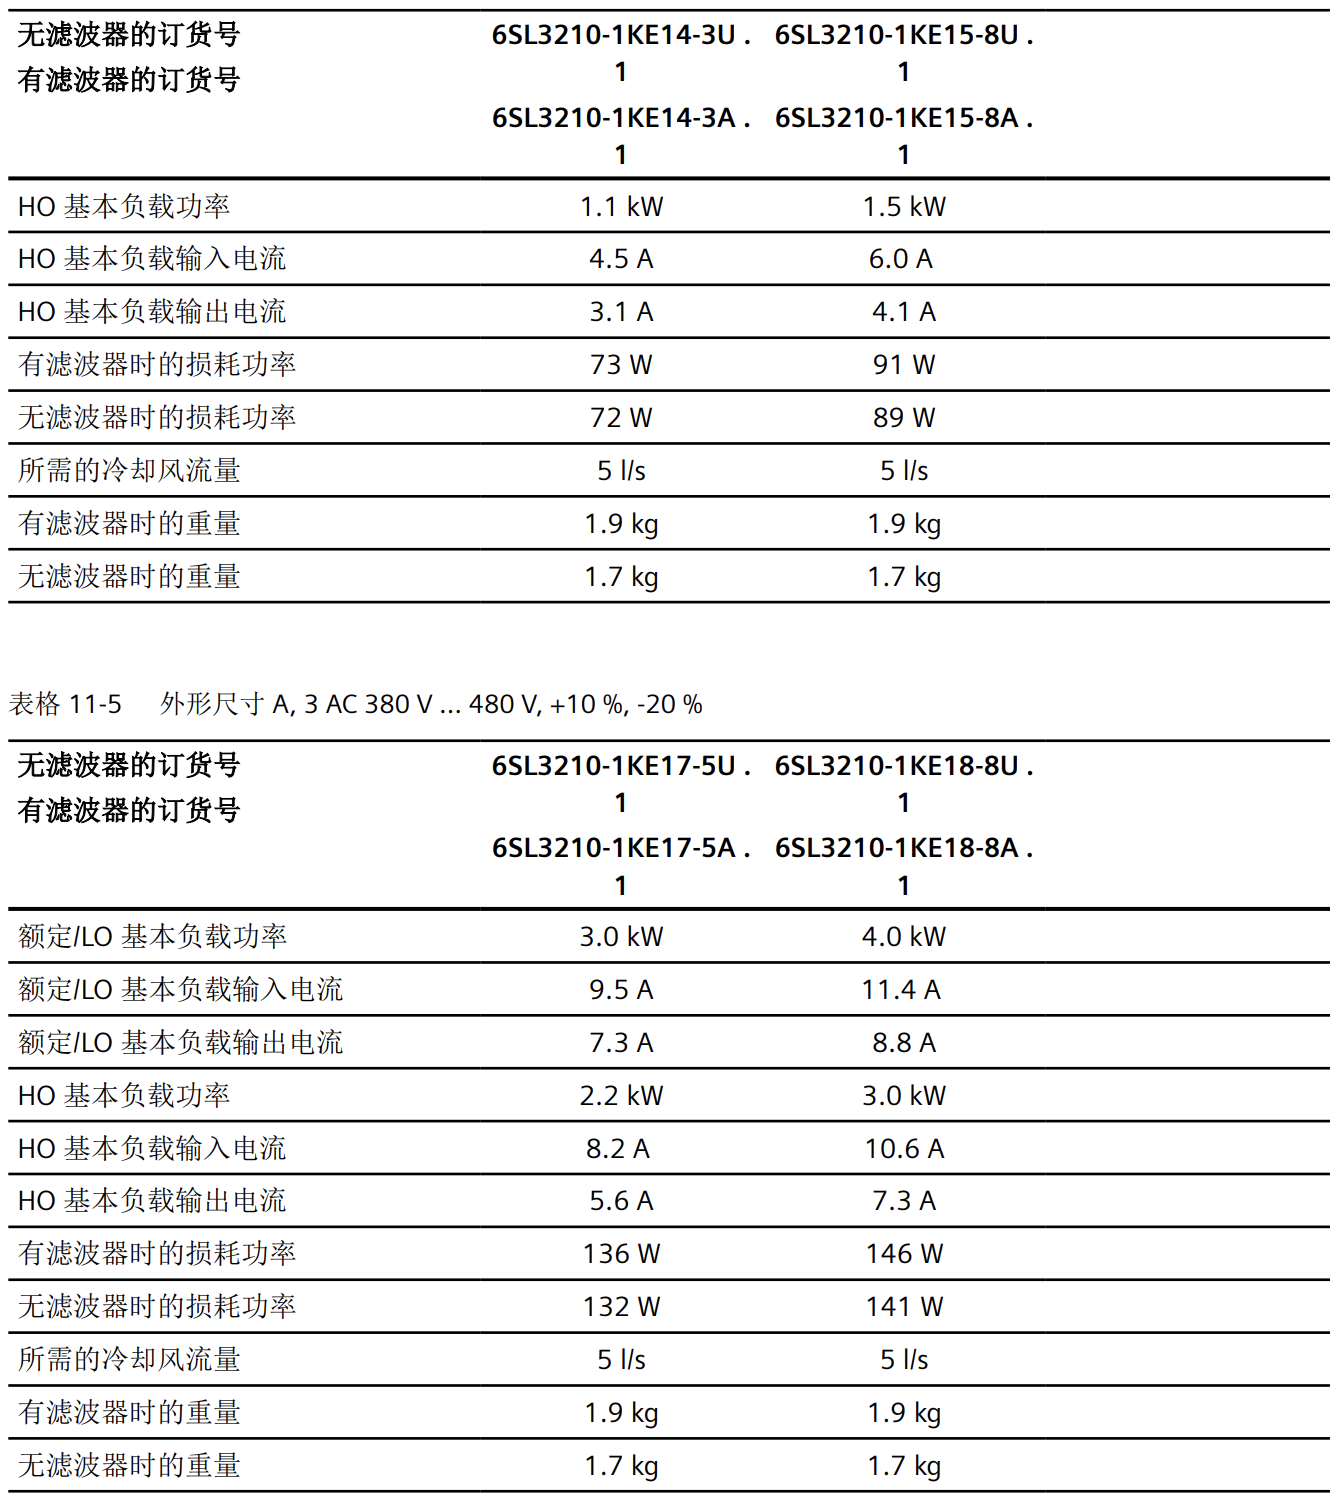 无滤波器的订货号 6SL3210-1KE14-3U . 6SL3210-1KE15-8U .
有滤波器的订货号 1 1
6SL3210-1KE14-3A . 6SL3210-1KE15-8A .
1 1
HO 基本负载功率 1.1 kW 1.5 kW
HO 基本负载输入电流 4.5 A 6.0 A
HO 基本负载输出电流 3.1 A 4.1 A
有滤波器时的损耗功率 73 W 91 W
无滤波器时的损耗功率 72 W 89 W
所需的冷却风流量 5 l/s 5 l/s
有滤波器时的重量 1.9 kg 1.9 kg
无滤波器时的重量 1.7 kg 1.7 kg
表格 11-5 外形尺寸 A, 3 AC 380 V ... 480 V, +10 %, -20 %
无滤波器的订货号 6SL3210-1KE17-5U . 6SL3210-1KE18-8U .
有滤波器的订货号 1 1
6SL3210-1KE17-5A . 6SL3210-1KE18-8A .
1 1
额定/LO 基本负载功率 3.0 kW 4.0 kW
额定/LO 基本负载输入电流 9.5 A 11.4 A
额定/LO 基本负载输出电流 7.3 A 8.8 A
HO 基本负载功率 2.2 kW 3.0 kW
HO 基本负载输入电流 8.2 A 10.6 A
HO 基本负载输出电流 5.6 A 7.3 A
有滤波器时的损耗功率 136 W 146 W
无滤波器时的损耗功率 132 W 141 W
所需的冷却风流量 5 l/s 5 l/s
有滤波器时的重量 1.9 kg 1.9 kg
无滤波器时的重量 1.7 kg 1.7 kg